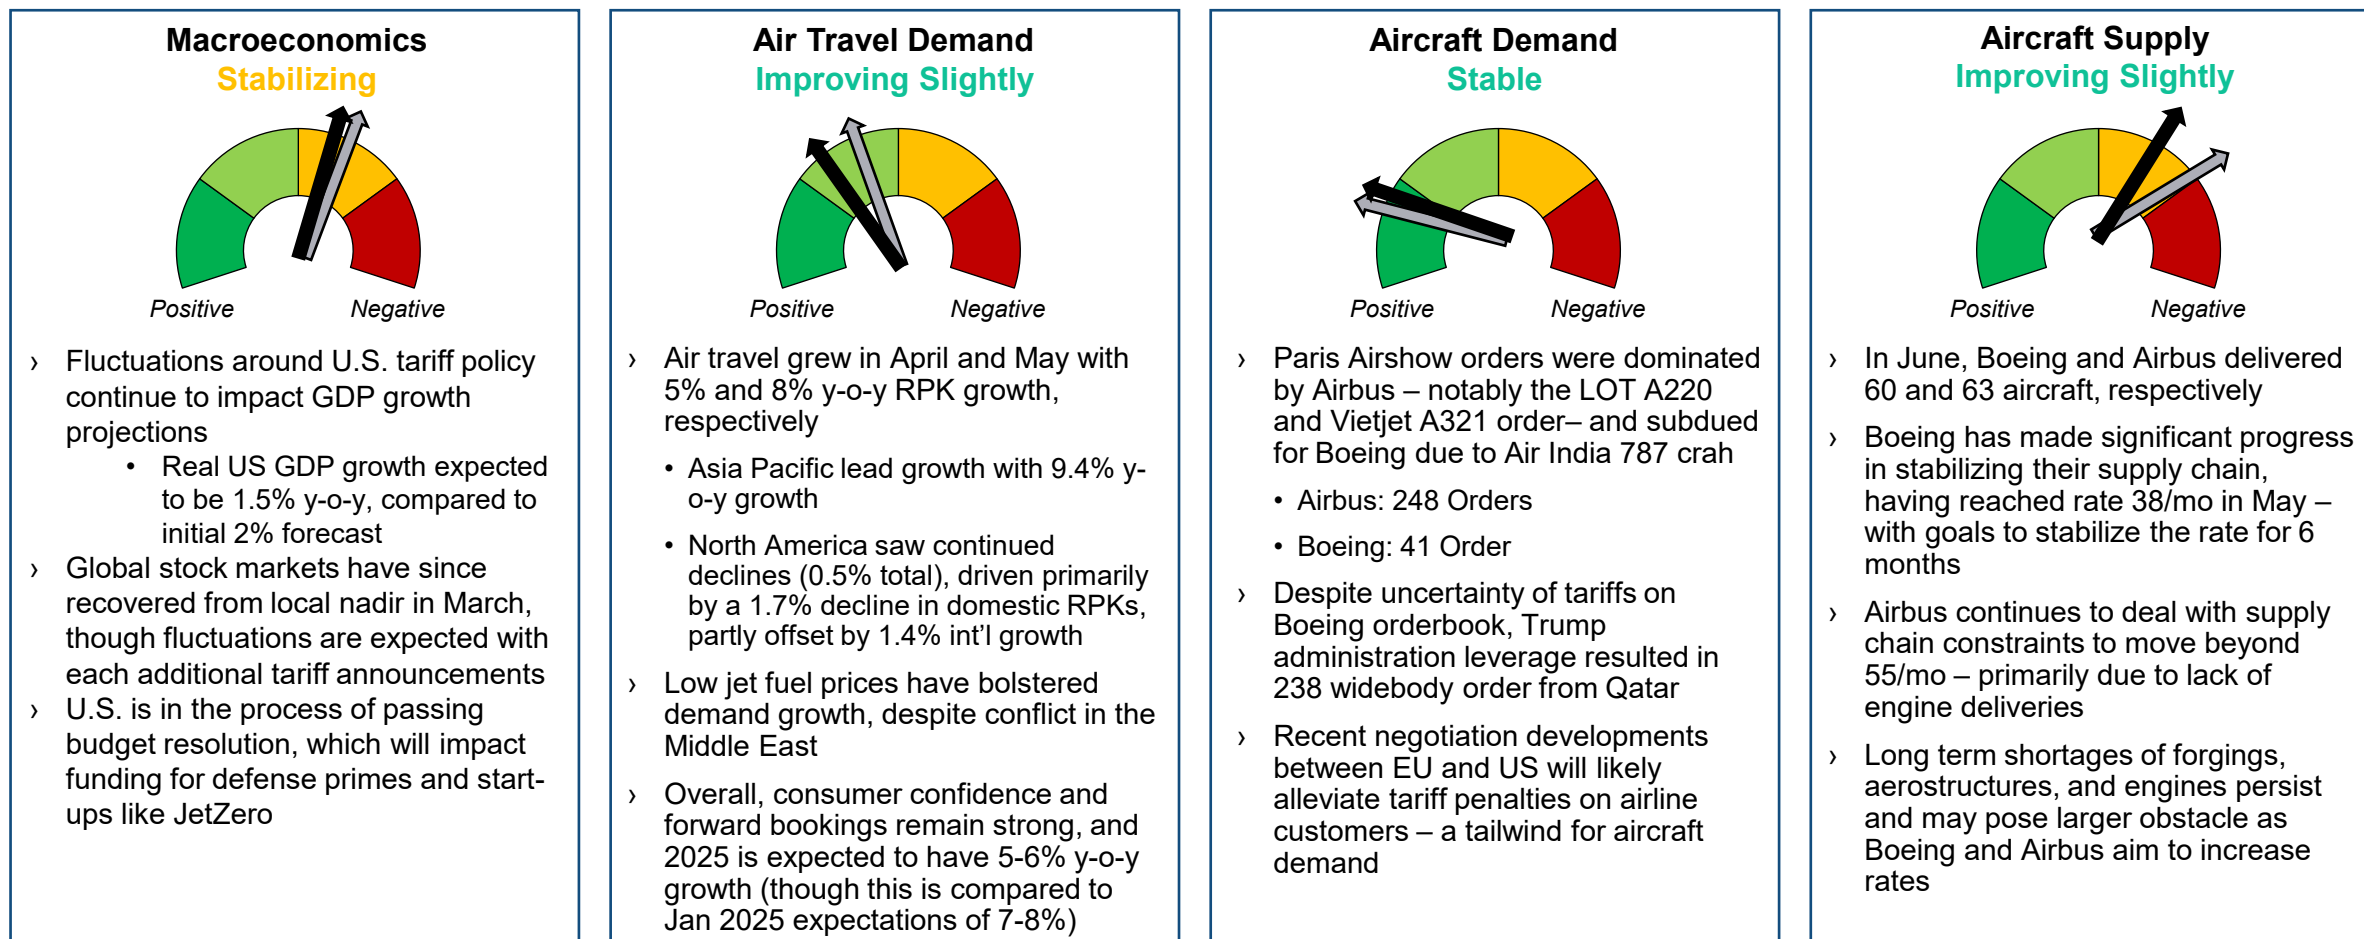 Macroeconomics
Stabilizing
Positive
Negative
› Fluctuations around U.S. tariff policy
continue to impact GDP growth
projections
• Real US GDP growth expected
to be 1.5% y-o-y, compared to
initial 2% forecast
› Global stock markets have since
recovered from local nadir in March,
though fluctuations are expected with
each additional tariff announcements
› U.S. is in the process of passing
budget resolution, which will impact
funding for defense primes and start-
ups like JetZero
Air Travel Demand
Improving Slightly
Positive
Negative
› Air travel grew in April and May with
5% and 8% y-o-y RPK growth,
respectively
• Asia Pacific lead growth with 9.4% y-
o-y growth
• North America saw continued
declines (0.5% total), driven primarily
by a 1.7% decline in domestic RPKs,
partly offset by 1.4% int’l growth
› Low jet fuel prices have bolstered
demand growth, despite conflict in the
Middle East
› Overall, consumer confidence and
forward bookings remain strong, and
2025 is expected to have 5-6% y-o-y
growth (though this is compared to
Jan 2025 expectations of 7-8%)
Aircraft Demand
Stable
Positive
Negative
› Paris Airshow orders were dominated
by Airbus – notably the LOT A220
and Vietjet A321 order– and subdued
for Boeing due to Air India 787 crah
• Airbus: 248 Orders
• Boeing: 41 Order
› Despite uncertainty of tariffs on
Boeing orderbook, Trump
administration leverage resulted in
238 widebody order from Qatar
› Recent negotiation developments
between EU and US will likely
alleviate tariff penalties on airline
customers – a tailwind for aircraft
demand
Aircraft Supply
Improving Slightly
Positive
Negative
› In June, Boeing and Airbus delivered
60 and 63 aircraft, respectively
› Boeing has made significant progress
in stabilizing their supply chain,
having reached rate 38/mo in May –
with goals to stabilize the rate for 6
months
› Airbus continues to deal with supply
chain constraints to move beyond
55/mo – primarily due to lack of
engine deliveries
› Long term shortages of forgings,
aerostructures, and engines persist
and may pose larger obstacle as
Boeing and Airbus aim to increase
rates